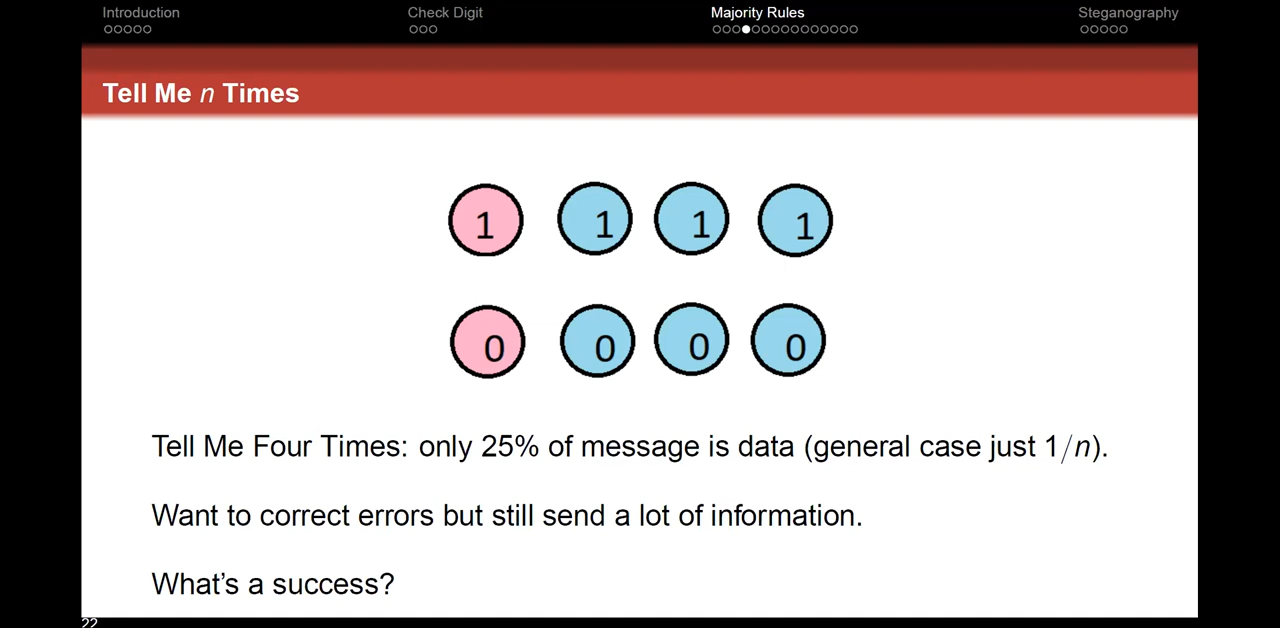 Introduction Check Digit Majority Rules Steganography
Tell Me n Times
1 1 1 1
0 0 0 0
Tell Me Four Times: only 25% of message is data (general case just 1/n).
Want to correct errors but still send a lot of information.
What's a success?
22